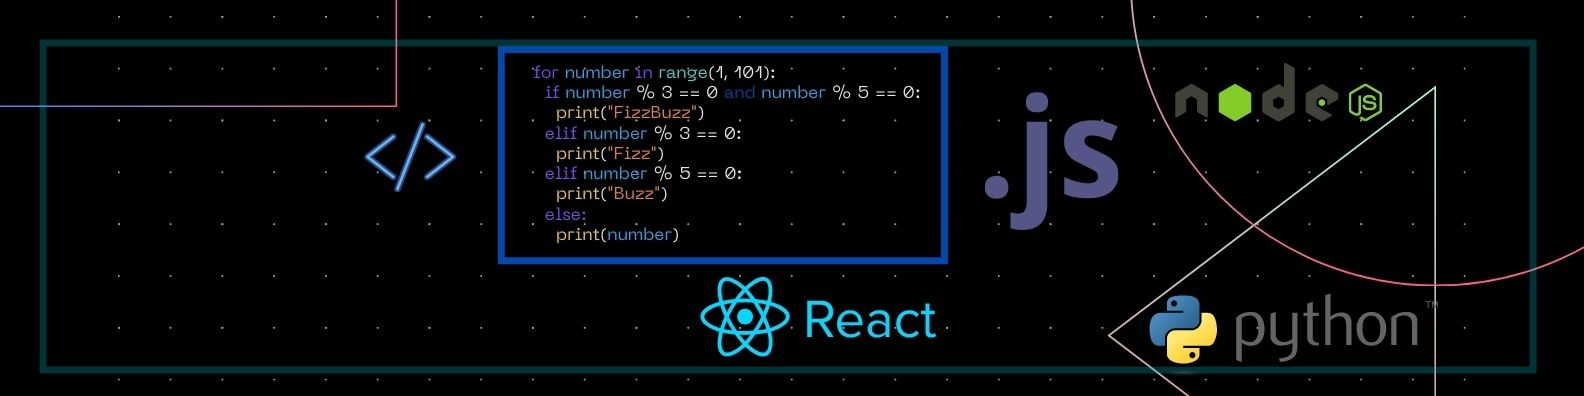 for number in range(1, 101):
if number % 3 == 0 and number % 5 == 0:
print("FizzBuzz")
elif number % 3 == 0:
print("Fizz")
elif number % 5 == 0:
print("Buzz")
else:
print(number)
</>
.js
node JS
React
python™